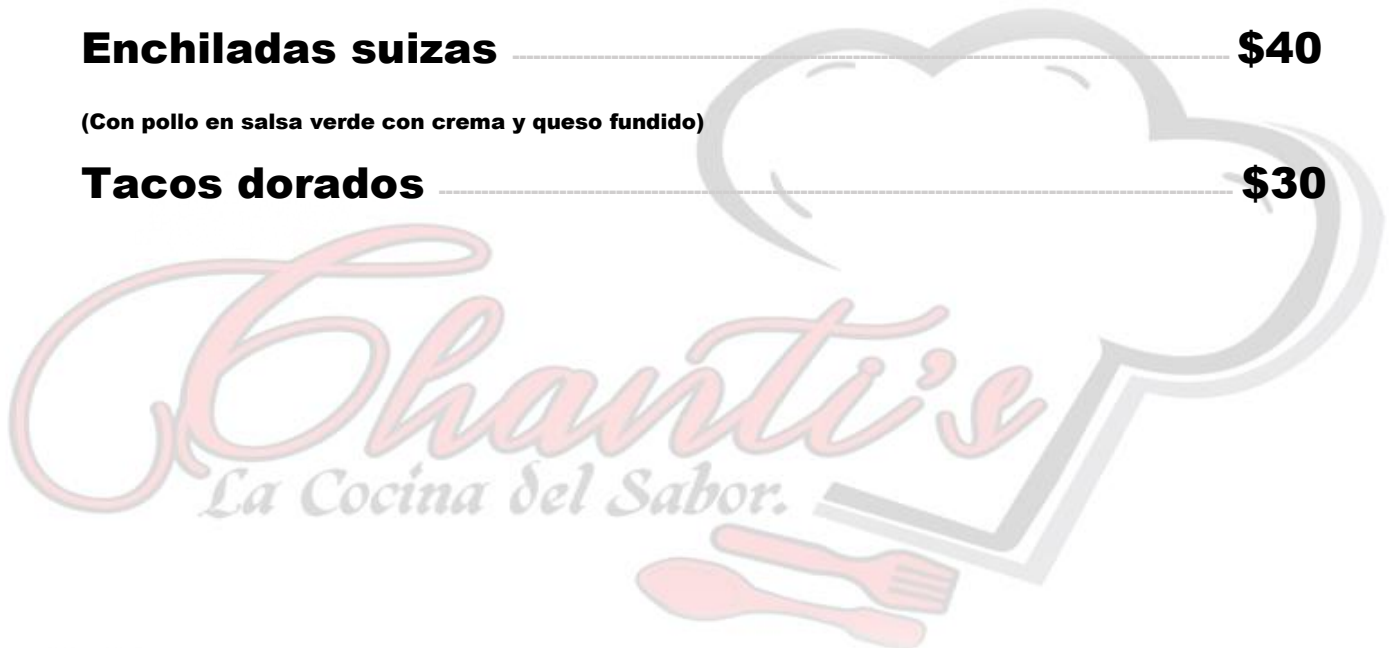 Enchiladas suizas $40
(Con pollo en salsa verde con crema y queso fundido)
Tacos dorados $30
Chanti's
La Cocina del Sabor.